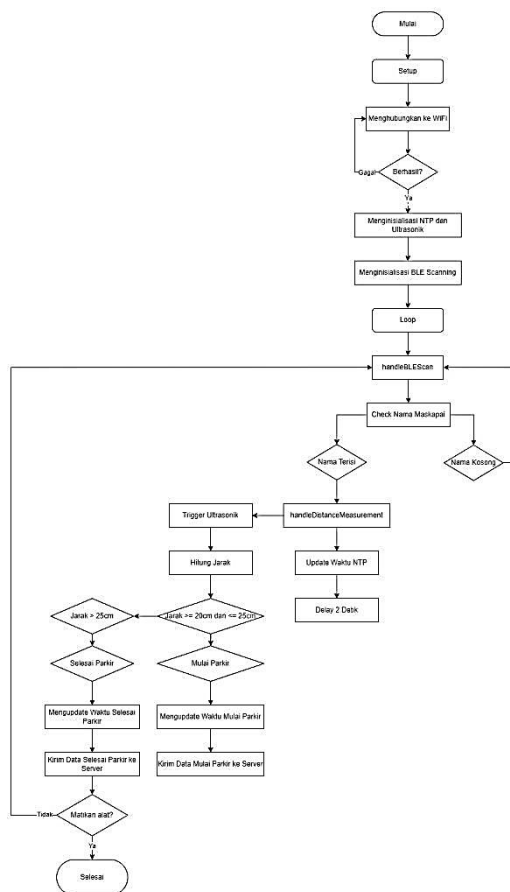 Mulai
Setup
Menghubungkan ke WiFi
Gagal
Berhasil?
Ya
Menginisialisasi NTP dan
Ultrasonik
Menginisialisasi BLE Scanning
Loop
handleBLEScan
Check Nama Maskapai
Nama Terisi
Nama Kosong
Trigger Ultrasonik
handleDistanceMeasurement
Hitung Jarak
Update Waktu NTP
Jarak > 25cm
Jarak >= 20cm dan <= 25cm
Delay 2 Detik
Selesai Parkir
Mulai Parkir
Mengupdate Waktu Selesai
Parkir
Mengupdate Waktu Mulai Parkir
Kirim Data Selesai Parkir ke
Server
Kirim Data Mulai Parkir ke Server
Tidak
Matikan alat?
Ya
Selesai